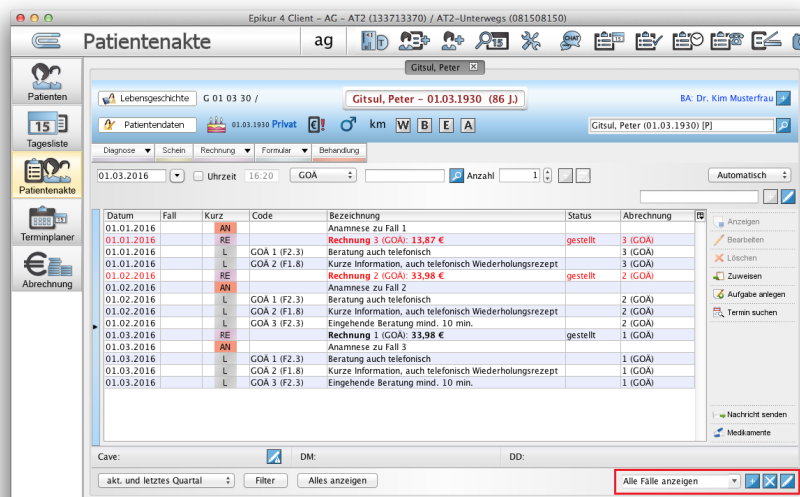 Epikur 4 Client - AG - AT2 (133713370) / AT2-Unterwegs (081508150)
Patientenakte
ag
15
CHAT
15
Gitsul, Peter
Patienten
Lebensgeschichte G 01 03 30 /
Gitsul, Peter - 01.03.1930 (86 J.)
BA: Dr. Kim Musterfrau
15
Tagesliste
Patientendaten 01.03.1930 Privat km W B E A
Gitsul, Peter (01.03.1930) [P]
Diagnose Schein Rechnung Formular Behandlung
Patientenakte
01.03.2016 Uhrzeit 16:20 GOÄ Anzahl 1 Automatisch
Terminplaner
Abrechnung
Datum Fall Kurz Code Bezeichnung Status Abrechnung
01.01.2016 AN Anamnese zu Fall 1
01.01.2016 RE Rechnung 3 (GOÄ): 13,87 € gestellt 3 (GOÄ)
01.01.2016 L GOÄ 1 (F2.3) Beratung auch telefonisch 3 (GOÄ)
01.01.2016 L GOÄ 2 (F1.8) Kurze Information, auch telefonisch Wiederholungsrezept 3 (GOÄ)
01.02.2016 RE Rechnung 2 (GOÄ): 33,98 € gestellt 2 (GOÄ)
01.02.2016 AN Anamnese zu Fall 2
01.02.2016 L GOÄ 1 (F2.3) Beratung auch telefonisch 2 (GOÄ)
01.02.2016 L GOÄ 2 (F1.8) Kurze Information, auch telefonisch Wiederholungsrezept 2 (GOÄ)
01.02.2016 L GOÄ 3 (F2.3) Eingehende Beratung mind. 10 min. 2 (GOÄ)
01.03.2016 RE Rechnung 1 (GOÄ): 33,98 € gestellt 1 (GOÄ)
01.03.2016 AN Anamnese zu Fall 3
01.03.2016 L GOÄ 1 (F2.3) Beratung auch telefonisch 1 (GOÄ)
01.03.2016 L GOÄ 2 (F1.8) Kurze Information, auch telefonisch Wiederholungsrezept 1 (GOÄ)
01.03.2016 L GOÄ 3 (F2.3) Eingehende Beratung mind. 10 min. 1 (GOÄ)
Anzeigen
Bearbeiten
Löschen
Zuweisen
Aufgabe anlegen
Termin suchen
Nachricht senden
Medikamente
Cave: DM: DD:
akt. und letztes Quartal Filter Alles anzeigen Alle Fälle anzeigen